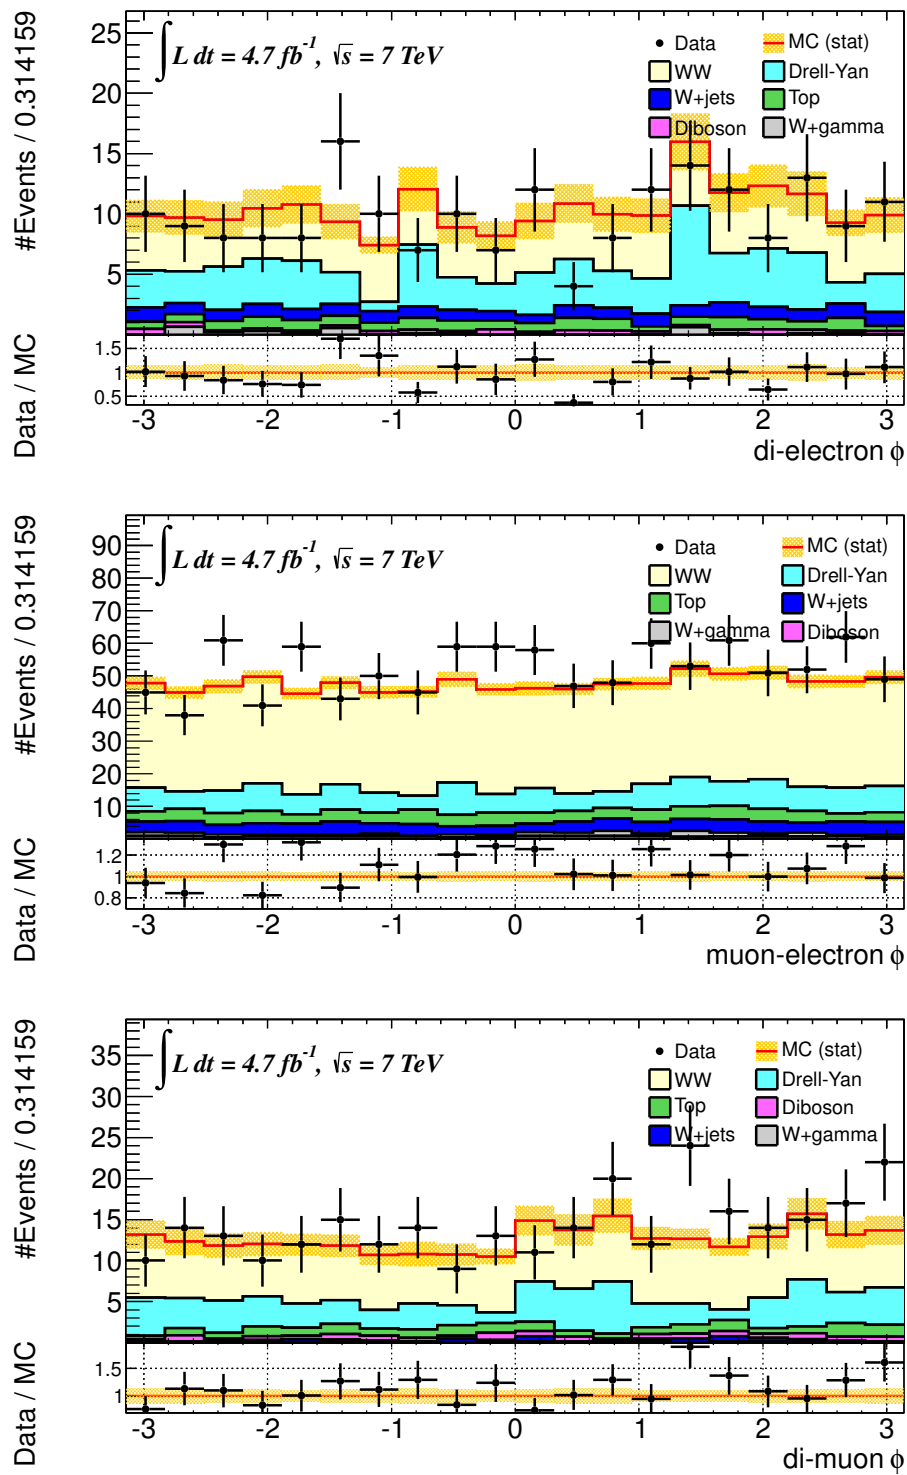 #Events / 0.314159
25
20
15
10
5
∫ L dt = 4.7 fb⁻¹, √s = 7 TeV
Data
MC (stat)
WW
Drell-Yan
W+jets
Top
Diboson
W+gamma
Data / MC
1.5
1
0.5
-3 -2 -1 0 1 2 3
di-electron ϕ
#Events / 0.314159
90
80
70
60
50
40
30
20
10
∫ L dt = 4.7 fb⁻¹, √s = 7 TeV
Data
MC (stat)
WW
Drell-Yan
Top
W+jets
W+gamma
Diboson
Data / MC
1.2
1
0.8
-3 -2 -1 0 1 2 3
muon-electron ϕ
#Events / 0.314159
35
30
25
20
15
10
5
∫ L dt = 4.7 fb⁻¹, √s = 7 TeV
Data
MC (stat)
WW
Drell-Yan
Top
Diboson
W+jets
W+gamma
Data / MC
1.5
1
-3 -2 -1 0 1 2 3
di-muon ϕ